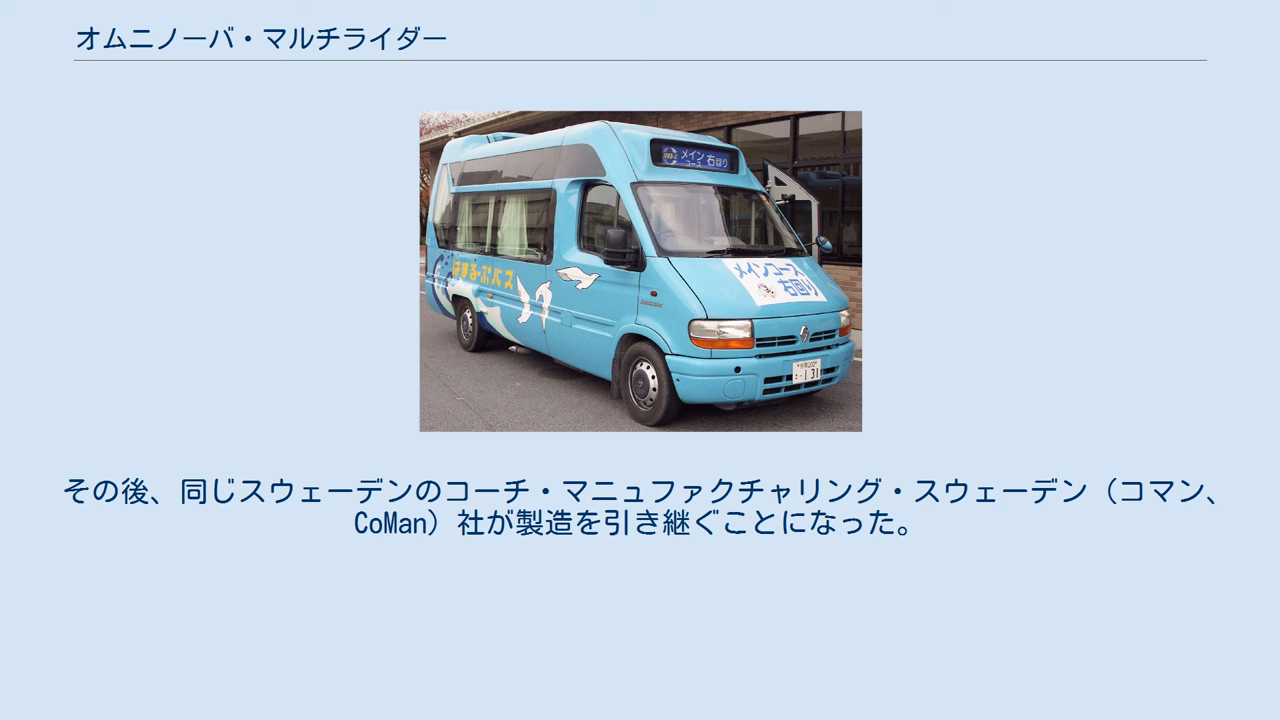 オムニノーバ・マルチライダー
メイン 右回り
コース
はまるーぷバス
メインコース
右回り
131
その後、同じスウェーデンのコーチ・マニュファクチャリング・スウェーデン（コマン、
CoMan）社が製造を引き継ぐことになった。